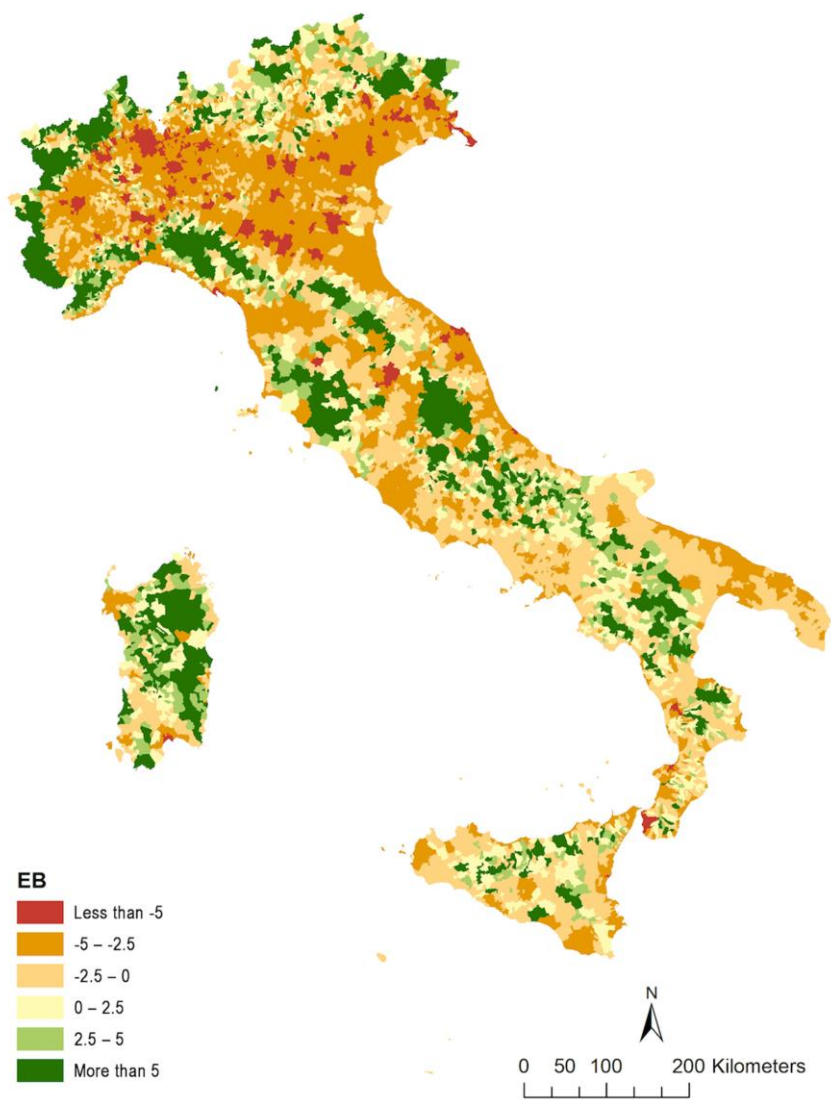 EB
Less than -5
-5 – -2.5
-2.5 – 0
0 – 2.5
2.5 – 5
More than 5
N
0 50 100 200 Kilometers